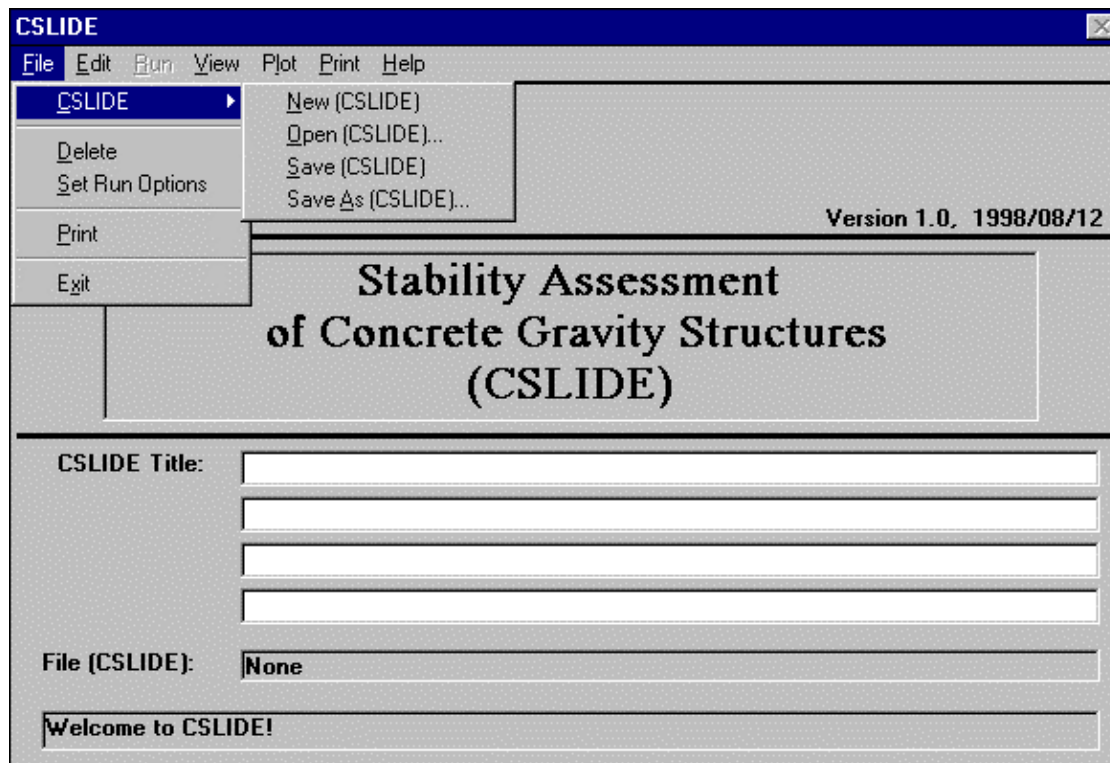 CSLIDE
File Edit Run View Plot Print Help
CSLIDE
New (CSLIDE)
Open (CSLIDE)...
Save (CSLIDE)
Save As (CSLIDE)...
Delete
Set Run Options
Print
Exit
Version 1.0, 1998/08/12
Stability Assessment
of Concrete Gravity Structures
(CSLIDE)
CSLIDE Title:
File (CSLIDE): None
Welcome to CSLIDE!